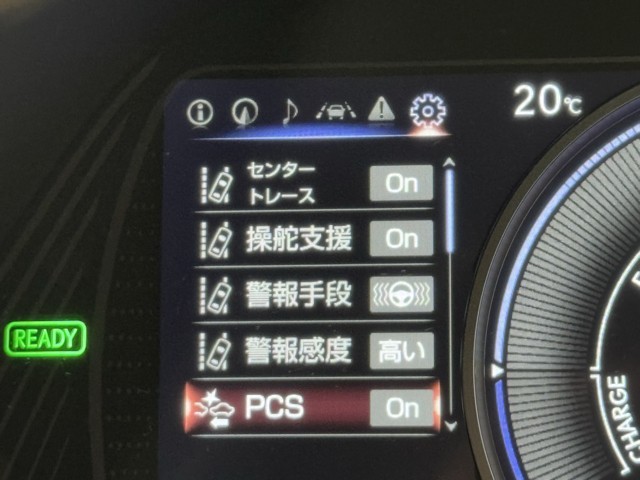 20℃
センター
トレース On
操舵支援 On
警報手段
警報感度 高い
PCS On
READY
CHARGE